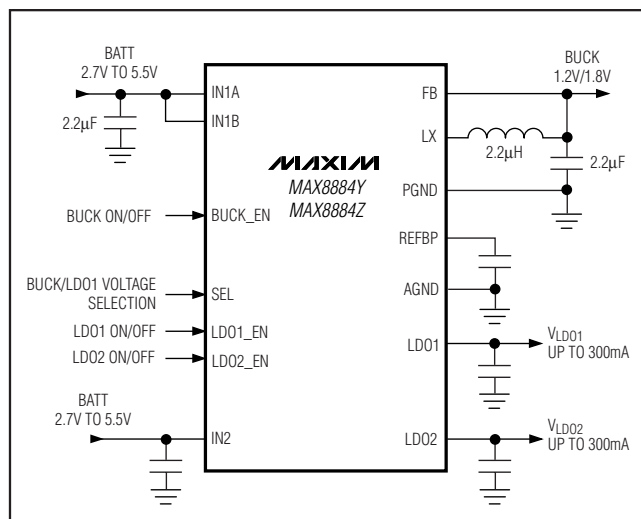 BATT
2.7V TO 5.5V
2.2μF
IN1A
IN1B
BUCK ON/OFF
BUCK_EN
BUCK/LDO1 VOLTAGE
SELECTION
SEL
LDO1 ON/OFF
LDO1_EN
LDO2 ON/OFF
LDO2_EN
BATT
2.7V TO 5.5V
IN2
MAXIM
MAX8884Y
MAX8884Z
FB
BUCK
1.2V/1.8V
LX
2.2μH
2.2μF
PGND
REFBP
AGND
LDO1
VLDO1
UP TO 300mA
LDO2
VLDO2
UP TO 300mA